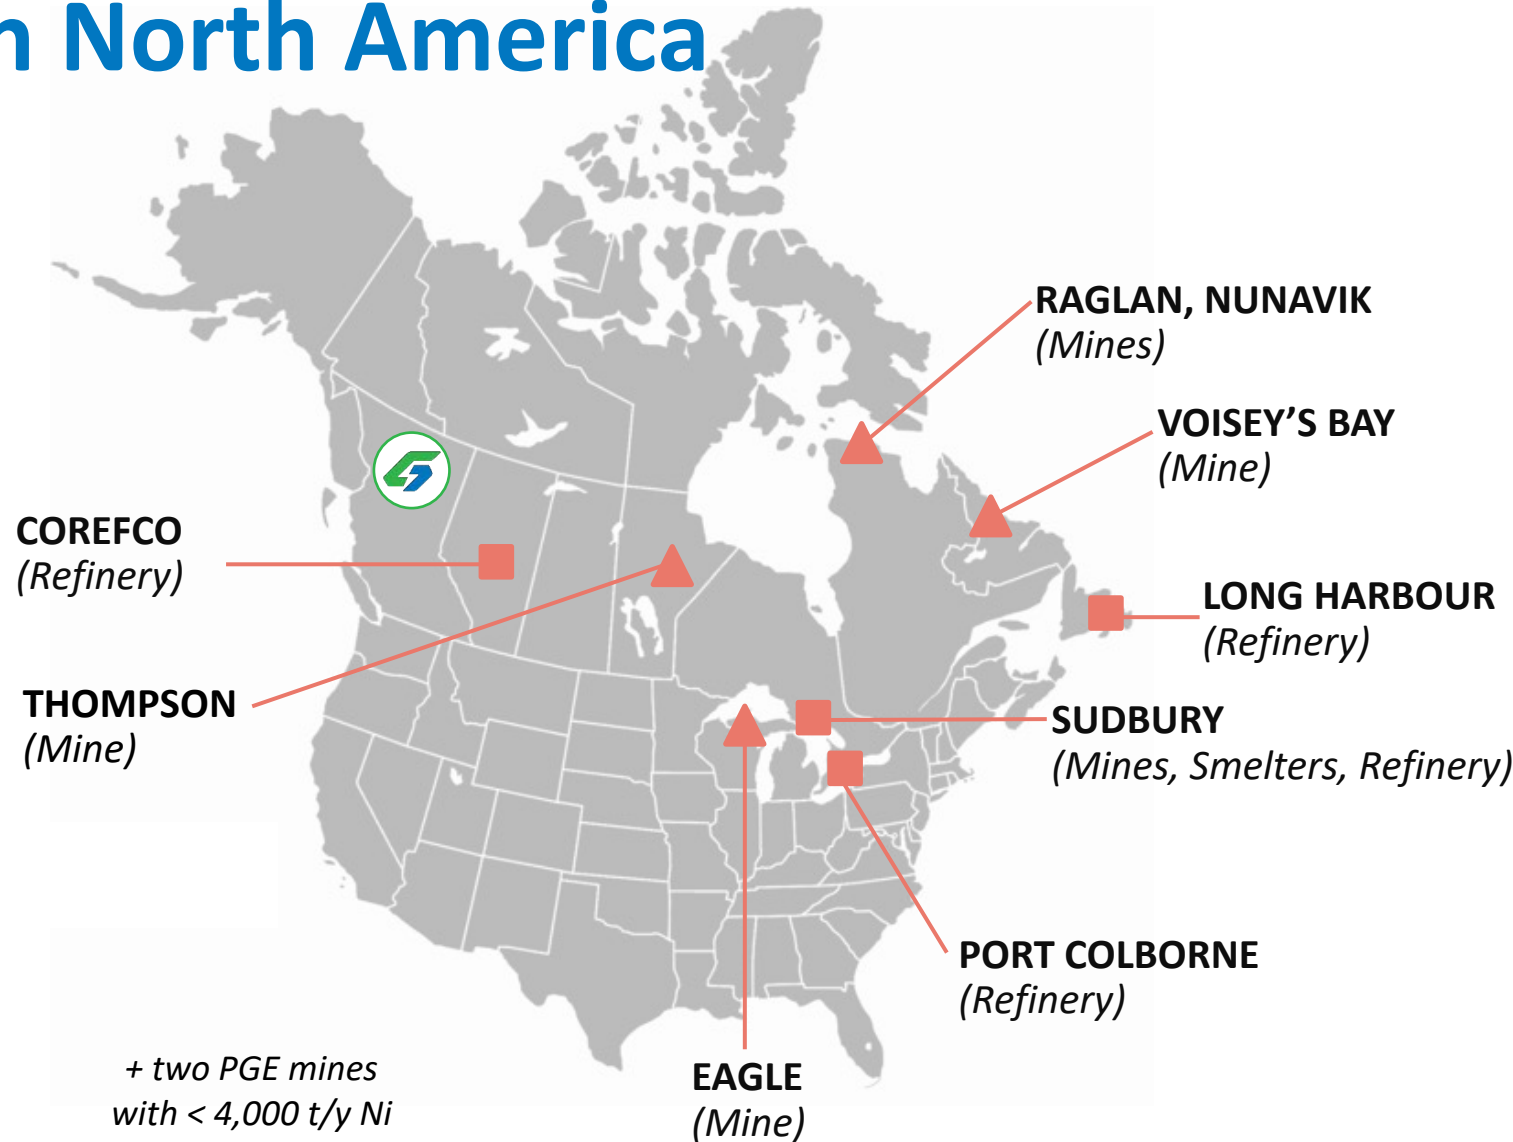 n North America
RAGLAN, NUNAVIK
(Mines)
VOISEY’S BAY
(Mine)
COREFCO
(Refinery)
LONG HARBOUR
(Refinery)
THOMPSON
(Mine)
SUDBURY
(Mines, Smelters, Refinery)
PORT COLBORNE
(Refinery)
EAGLE
(Mine)
+ two PGE mines
with < 4,000 t/y Ni